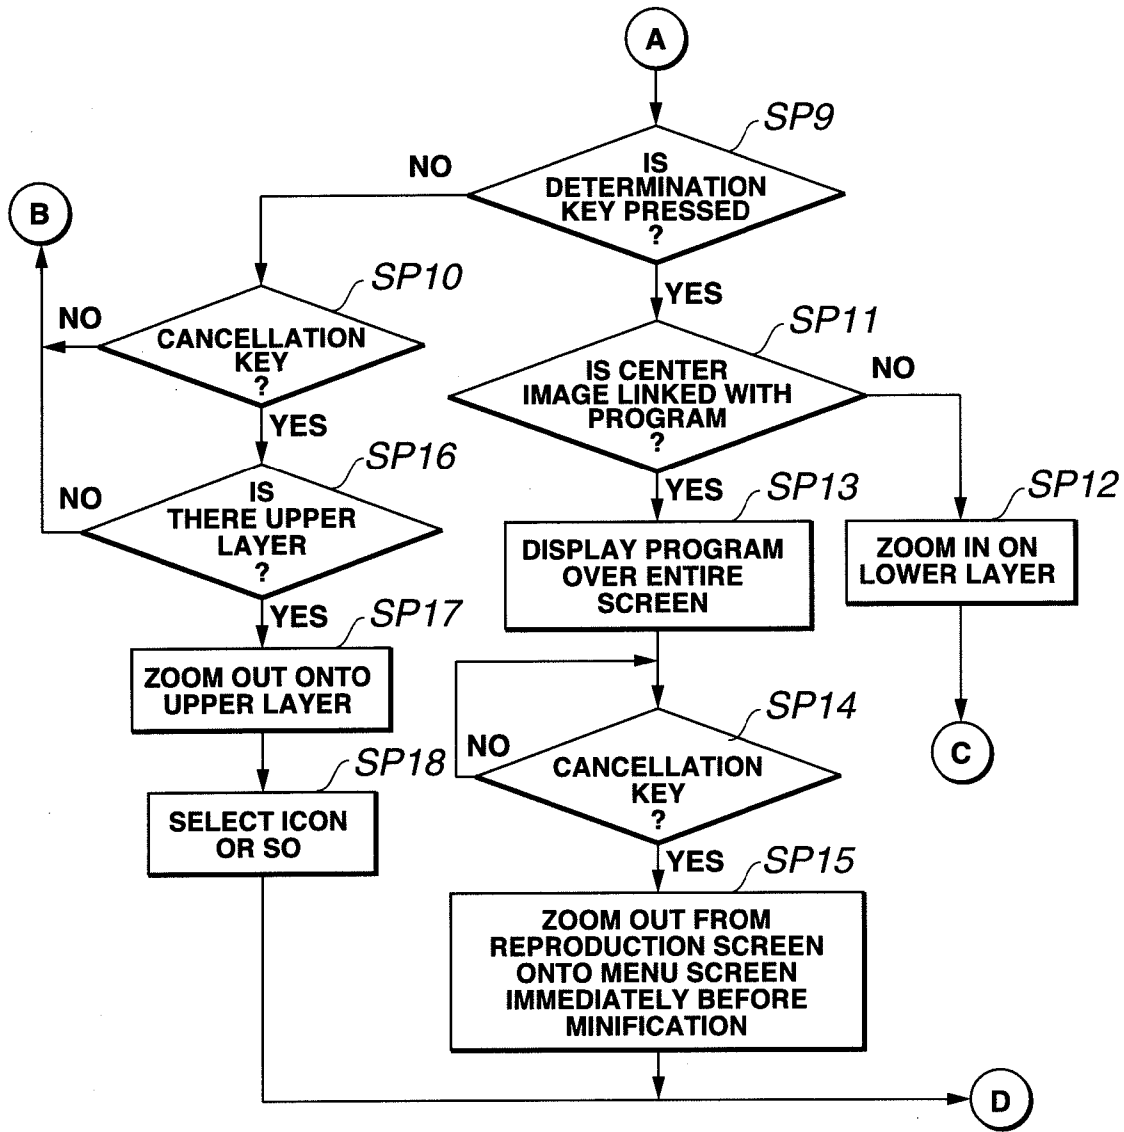 A
SP9
IS
DETERMINATION
KEY PRESSED
?
NO
YES
B
SP10
CANCELLATION
KEY
?
NO
YES
SP11
IS CENTER
IMAGE LINKED WITH
PROGRAM
?
NO
YES
SP16
IS
THERE UPPER
LAYER
?
NO
YES
SP13
DISPLAY PROGRAM
OVER ENTIRE
SCREEN
SP12
ZOOM IN ON
LOWER LAYER
SP17
ZOOM OUT ONTO
UPPER LAYER
SP14
CANCELLATION
KEY
?
NO
YES
C
SP18
SELECT ICON
OR SO
SP15
ZOOM OUT FROM
REPRODUCTION SCREEN
ONTO MENU SCREEN
IMMEDIATELY BEFORE
MINIFICATION
D